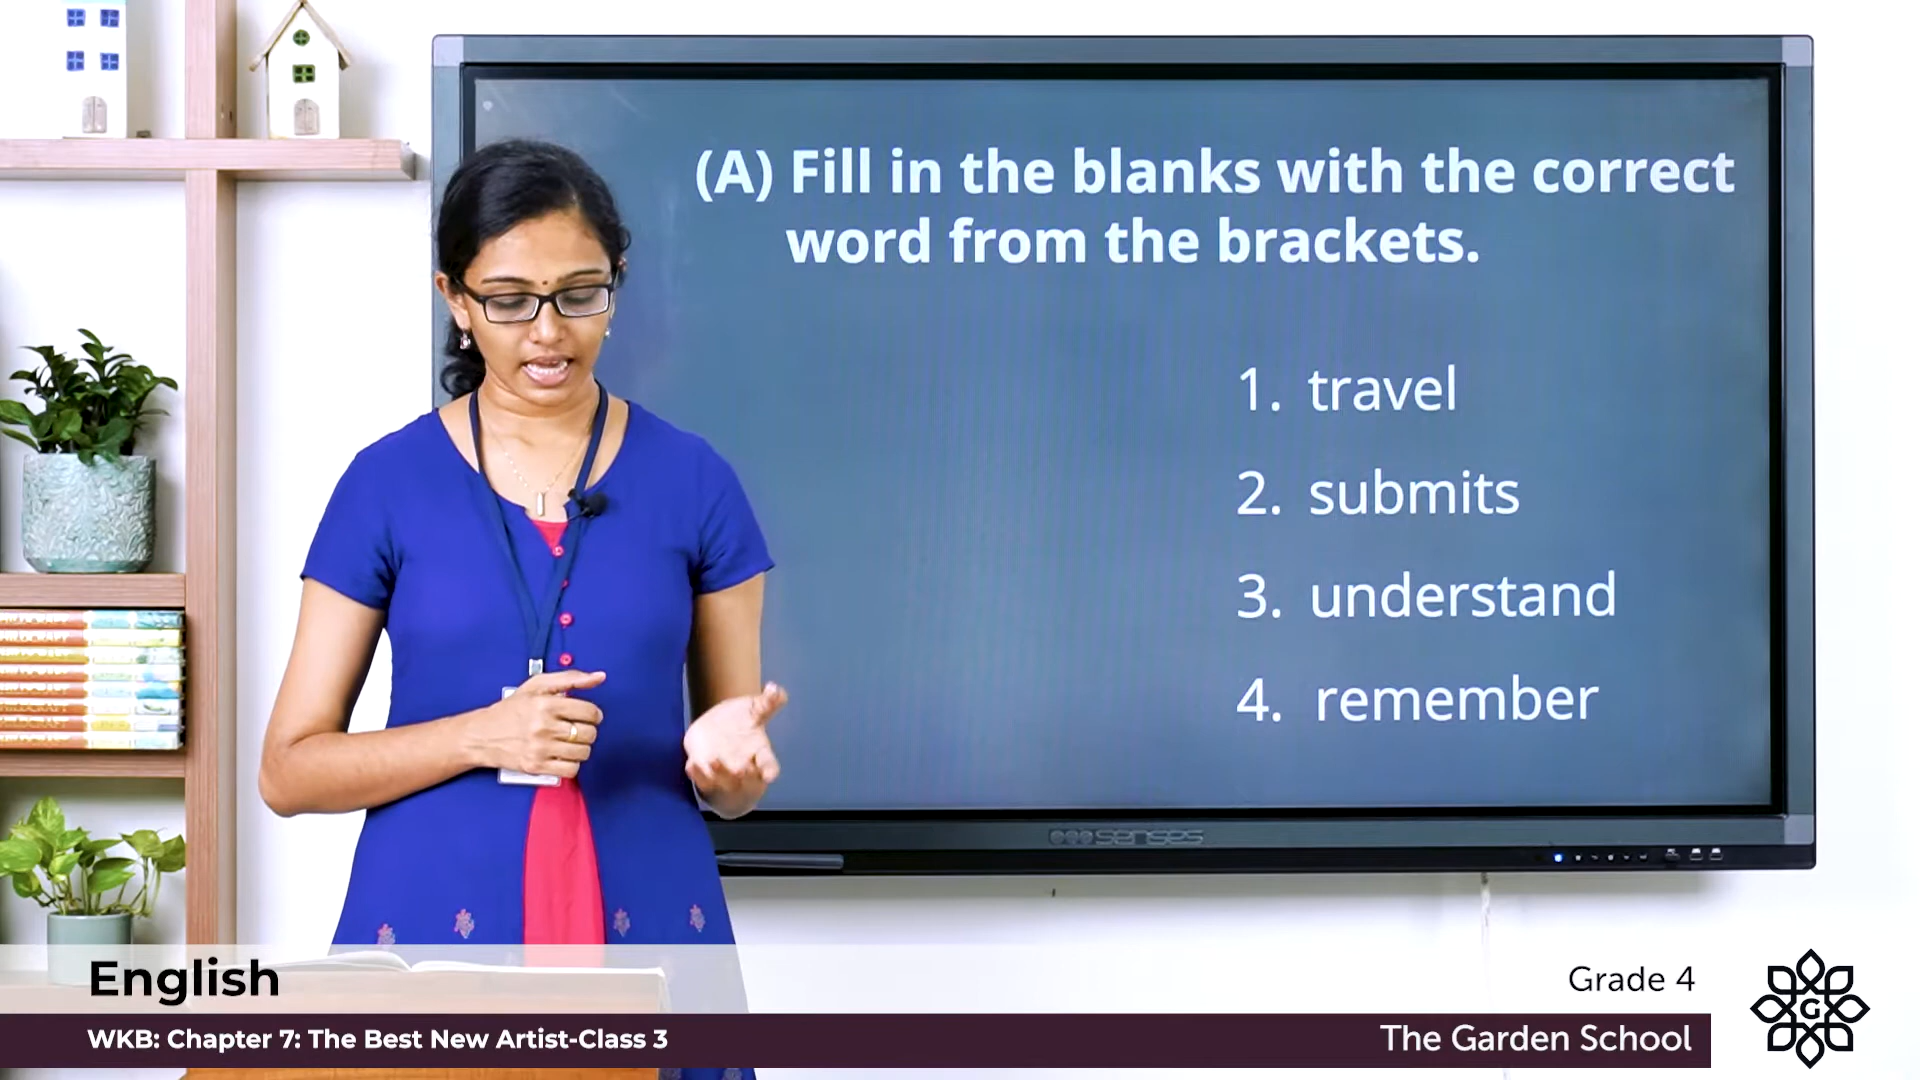 (A) Fill in the blanks with the correct
word from the brackets.
1. travel
2. submits
3. understand
4. remember
senses
English
Grade 4
WKB: Chapter 7: The Best New Artist-Class 3
The Garden School
G